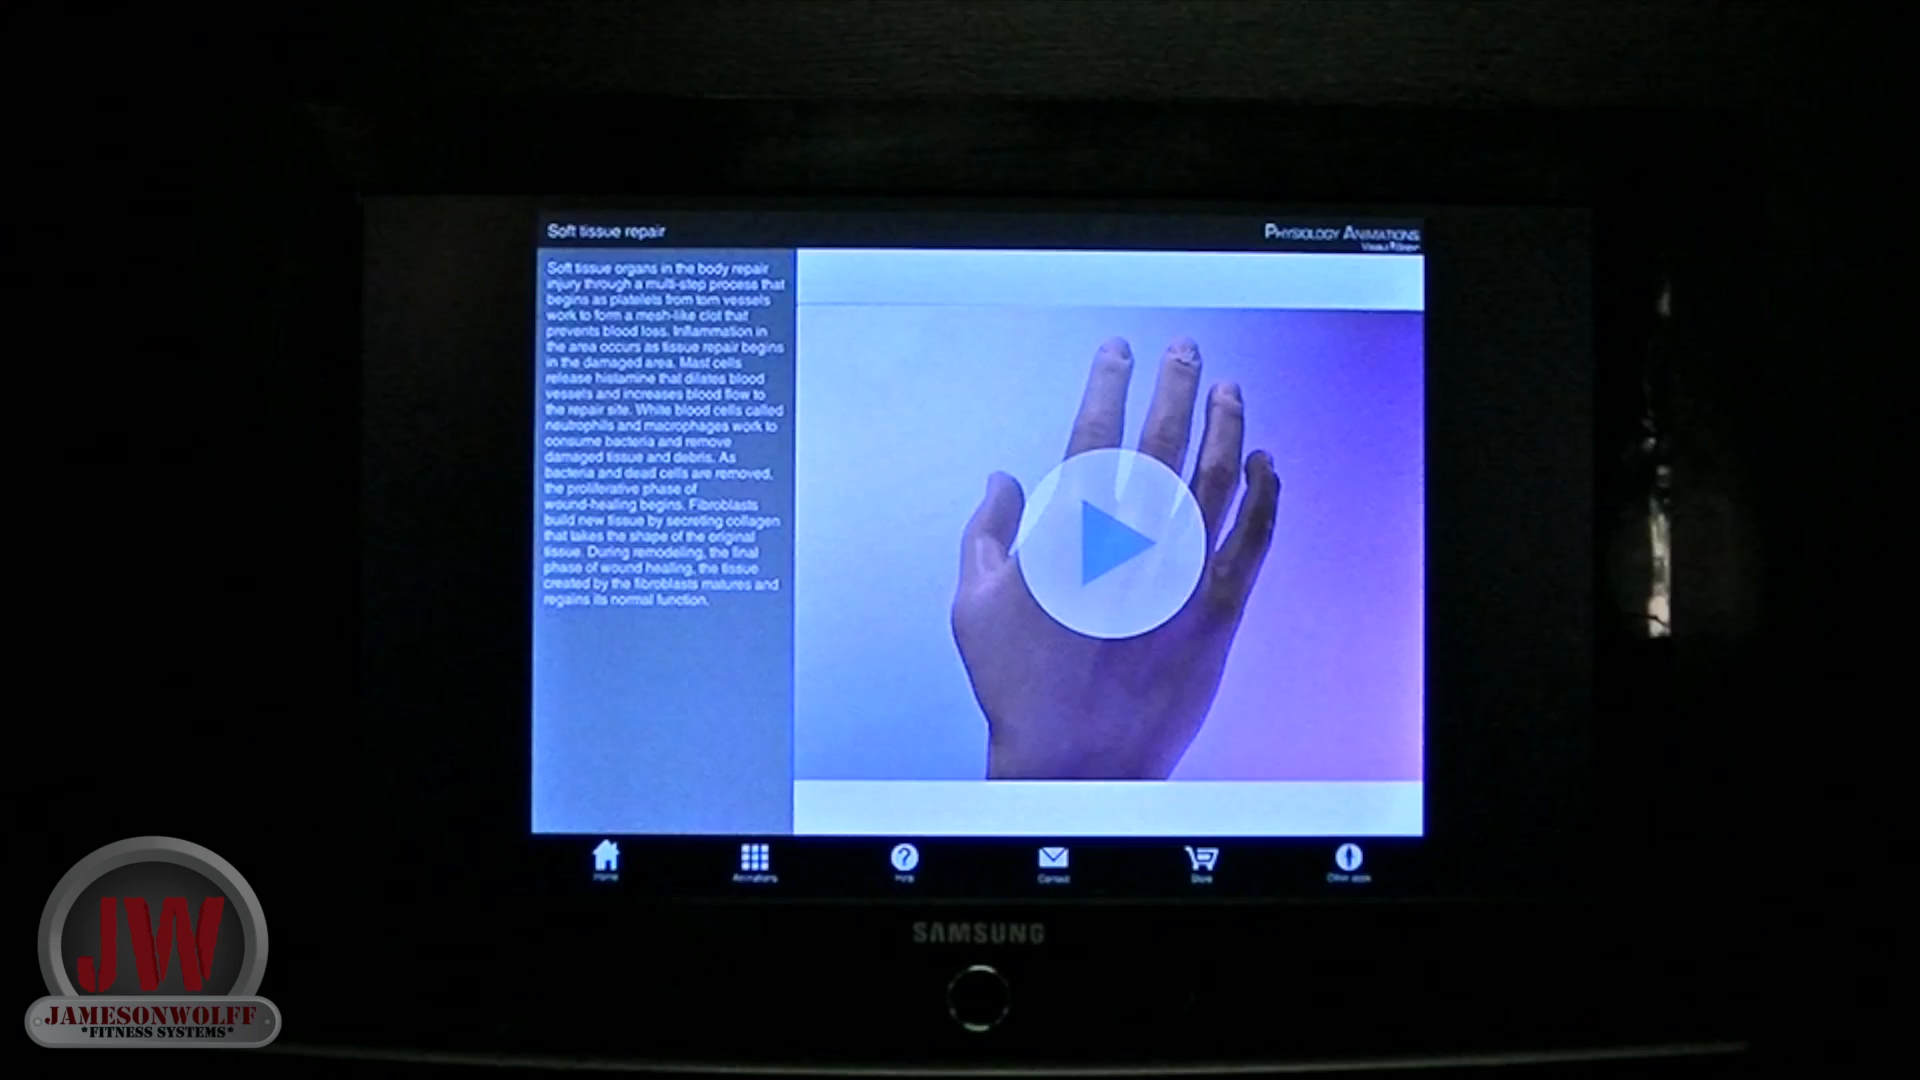 Soft tissue repair
PHYSIOLOGY ANIMATIONS
Soft tissue organs in the body repair
injury through a multi-step process that
begins as platelets from torn vessels
work to form a mesh-like clot that
prevents blood loss. Inflammation in
the area occurs as tissue repair begins
in the damaged area. Mast cells
release histamine that dilates blood
vessels and increases blood flow to
the repair site. White blood cells called
neutrophils and macrophages work to
consume bacteria and remove
damaged tissue and debris. As
bacteria and dead cells are removed,
the proliferative phase of
wound-healing begins. Fibroblasts
build new tissue by secreting collagen
that takes the shape of the original
tissue. During remodeling, the final
phase of wound healing, the tissue
created by the fibroblasts matures and
regains its normal function.
Home
Animations
Help
Contact
Store
Other apps
SAMSUNG
JW
JAMESONWOLFF
*FITNESS SYSTEMS*